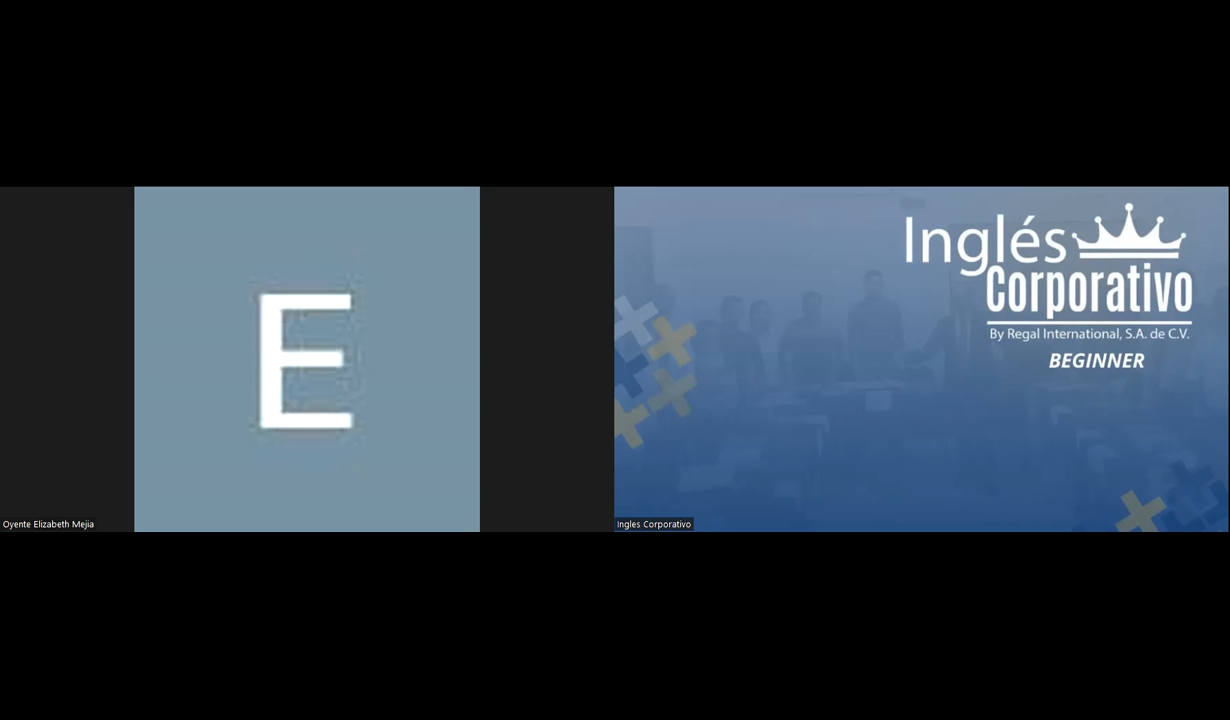 E
Oyente Elizabeth Mejia
Inglés
Corporativo
By Regal International, S.A. de C.V.
BEGINNER
Ingles Corporativo